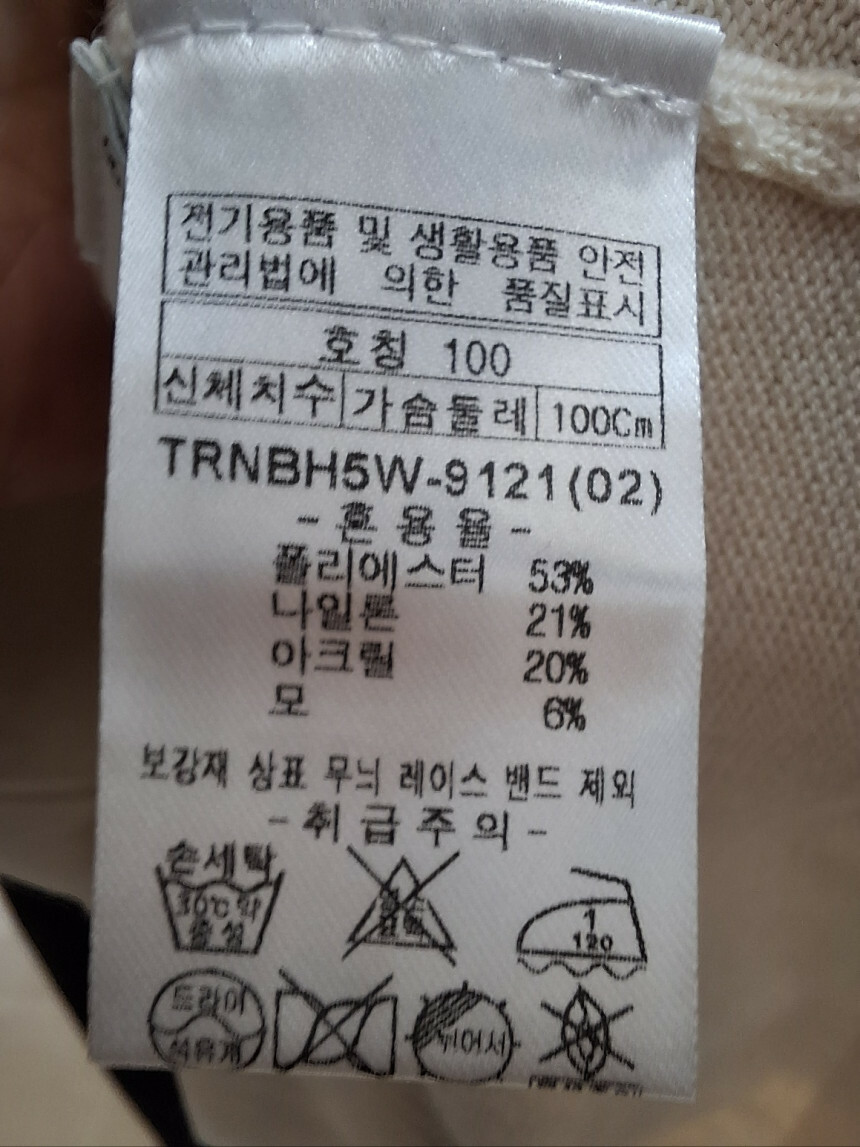 전기용품 및 생활용품 안전
관리법에 의한 품질표시
호칭 100
신체치수 가슴둘레 100Cm
TRNBH5W-9121(02)
-혼용율-
폴리에스터 53%
나일론 21%
아크릴 20%
모 6%
보강재 상표 무늬 레이스 밴드 제외
-취급주의-
손세탁
30℃ 약
중성
1
120
드라이
석유계
뉘어서